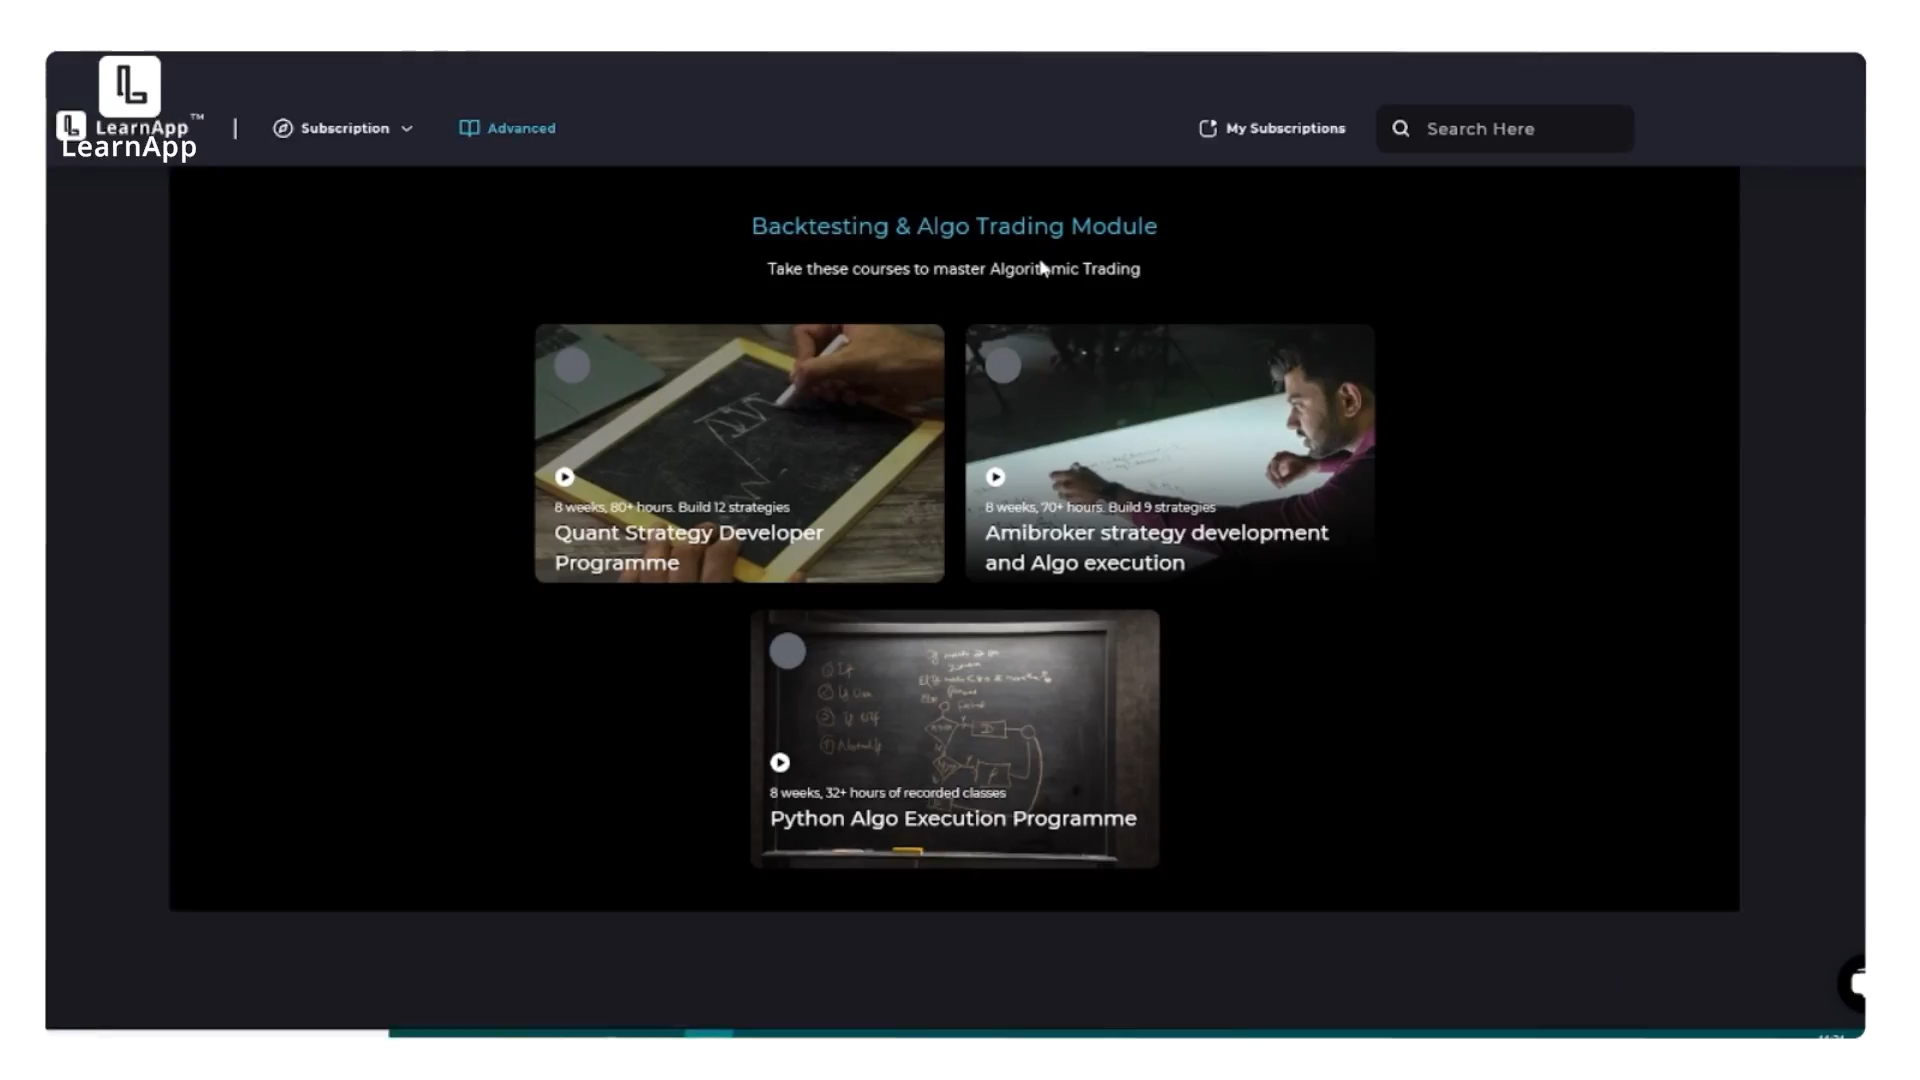 LearnApp™
LearnApp
Subscription
Advanced
My Subscriptions
Search Here
Backtesting & Algo Trading Module
Take these courses to master Algorithmic Trading
8 weeks, 80+ hours. Build 12 strategies
Quant Strategy Developer
Programme
8 weeks, 70+ hours. Build 9 strategies
Amibroker strategy development
and Algo execution
8 weeks, 32+ hours of recorded classes
Python Algo Execution Programme